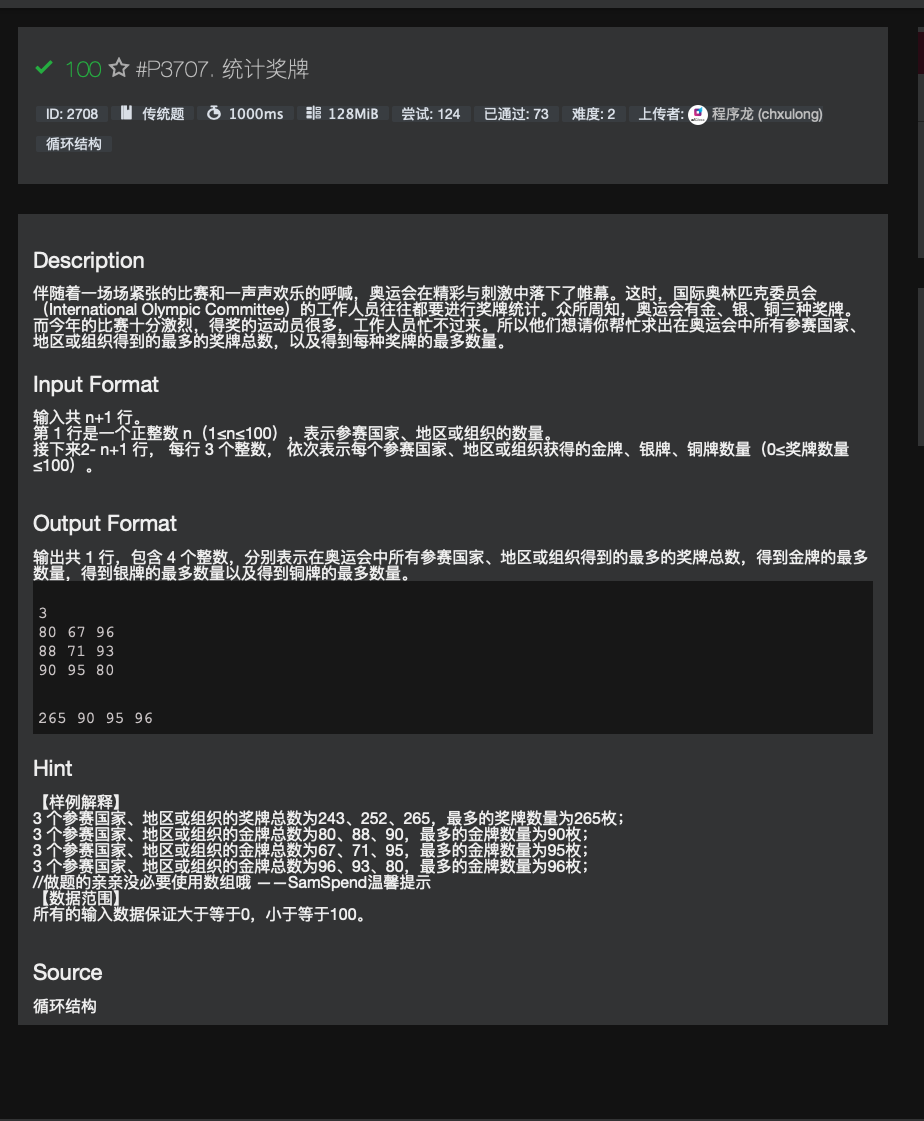 100 #P3707. 统计奖牌
ID: 2708 传统题 1000ms 128MiB 尝试: 124 已通过: 73 难度: 2 上传者: 程序龙 (chxulong)
循环结构
Description
伴随着一场场紧张的比赛和一声声欢乐的呼喊，奥运会在精彩与刺激中落下了帷幕。这时，国际奥林匹克委员会
（International Olympic Committee）的工作人员往往都要进行奖牌统计。众所周知，奥运会有金、银、铜三种奖牌。
而今年的比赛十分激烈，得奖的运动员很多，工作人员忙不过来。所以他们想请你帮忙求出在奥运会中所有参赛国家、
地区或组织得到的最多的奖牌总数，以及得到每种奖牌的最多数量。
Input Format
输入共 n+1 行。
第 1 行是一个正整数 n（1≤n≤100），表示参赛国家、地区或组织的数量。
接下来2- n+1 行， 每行 3 个整数， 依次表示每个参赛国家、地区或组织获得的金牌、银牌、铜牌数量（0≤奖牌数量
≤100）。
Output Format
输出共 1 行，包含 4 个整数，分别表示在奥运会中所有参赛国家、地区或组织得到的最多的奖牌总数，得到金牌的最多
数量，得到银牌的最多数量以及得到铜牌的最多数量。
3
80 67 96
88 71 93
90 95 80
265 90 95 96
Hint
【样例解释】
3 个参赛国家、地区或组织的奖牌总数为243、252、265，最多的奖牌数量为265枚；
3 个参赛国家、地区或组织的金牌总数为80、88、90，最多的金牌数量为90枚；
3 个参赛国家、地区或组织的金牌总数为67、71、95，最多的金牌数量为95枚；
3 个参赛国家、地区或组织的金牌总数为96、93、80，最多的金牌数量为96枚；
//做题的亲亲没必要使用数组哦 ——SamSpend温馨提示
【数据范围】
所有的输入数据保证大于等于0，小于等于100。
Source
循环结构